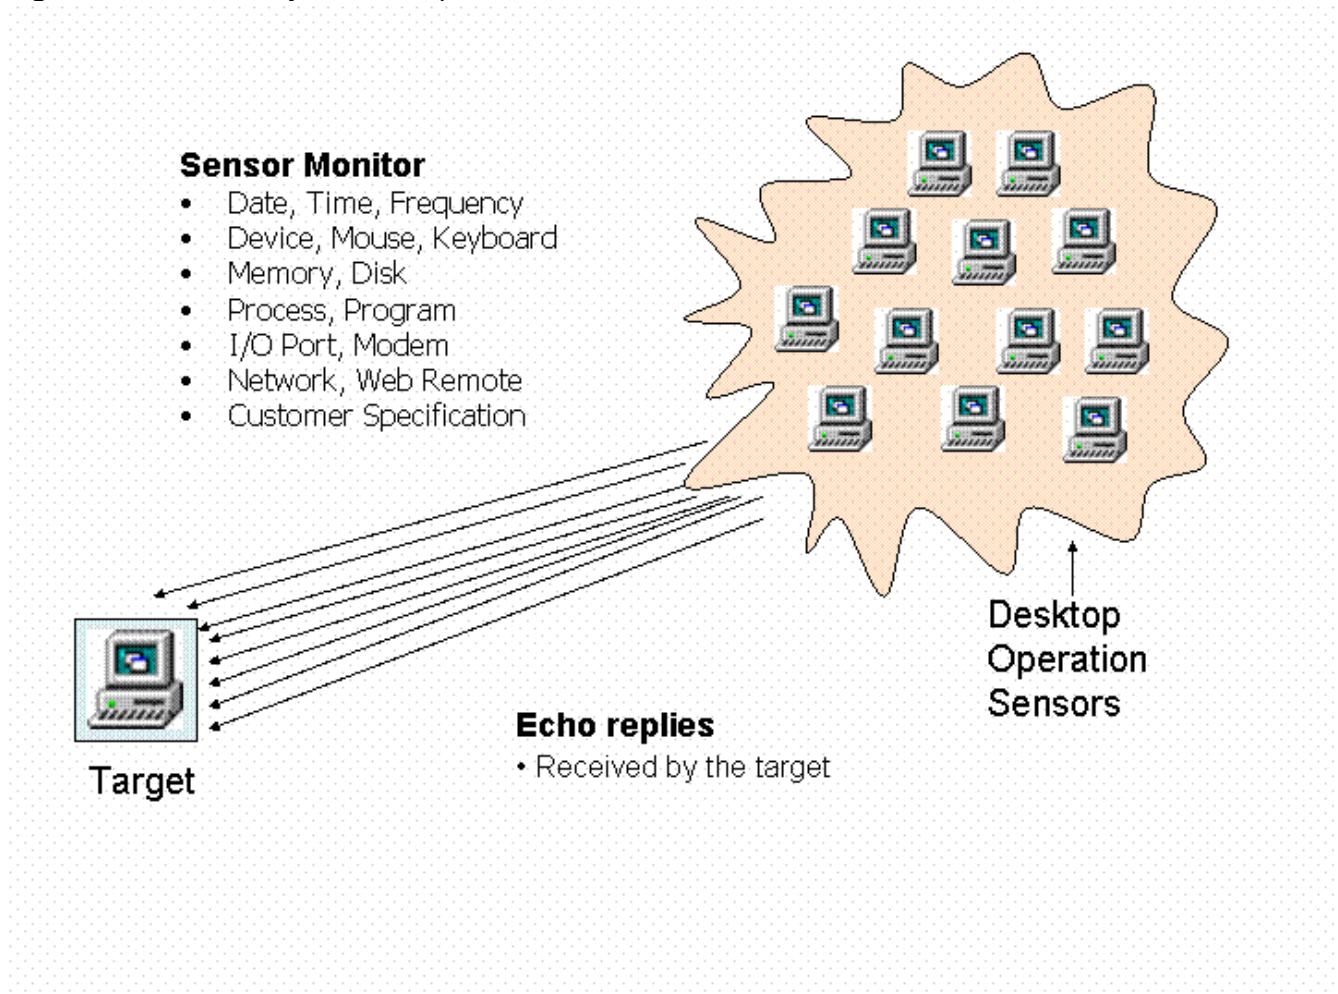 Sensor Monitor
• Date, Time, Frequency
• Device, Mouse, Keyboard
• Memory, Disk
• Process, Program
• I/O Port, Modem
• Network, Web Remote
• Customer Specification
Desktop
Operation
Sensors
Echo replies
• Received by the target
Target